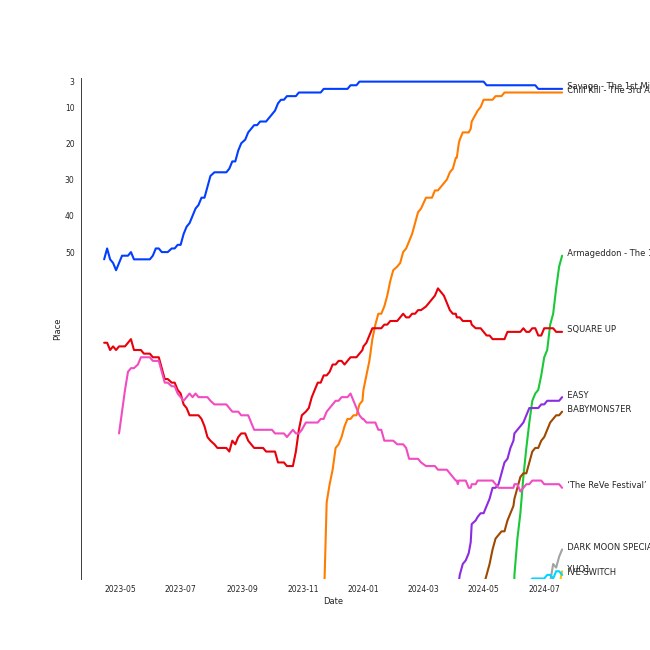 3
10
20
30
40
50
Place
Savage - The 1st Mi
Chill Kill - The 3rd A
Armageddon - The 1
SQUARE UP
EASY
BABYMONS7ER
'The ReVe Festival'
DARK MOON SPECIA
IVE SWITCH
2023-05
2023-07
2023-09
2023-11
2024-01
2024-03
2024-05
2024-07
Date